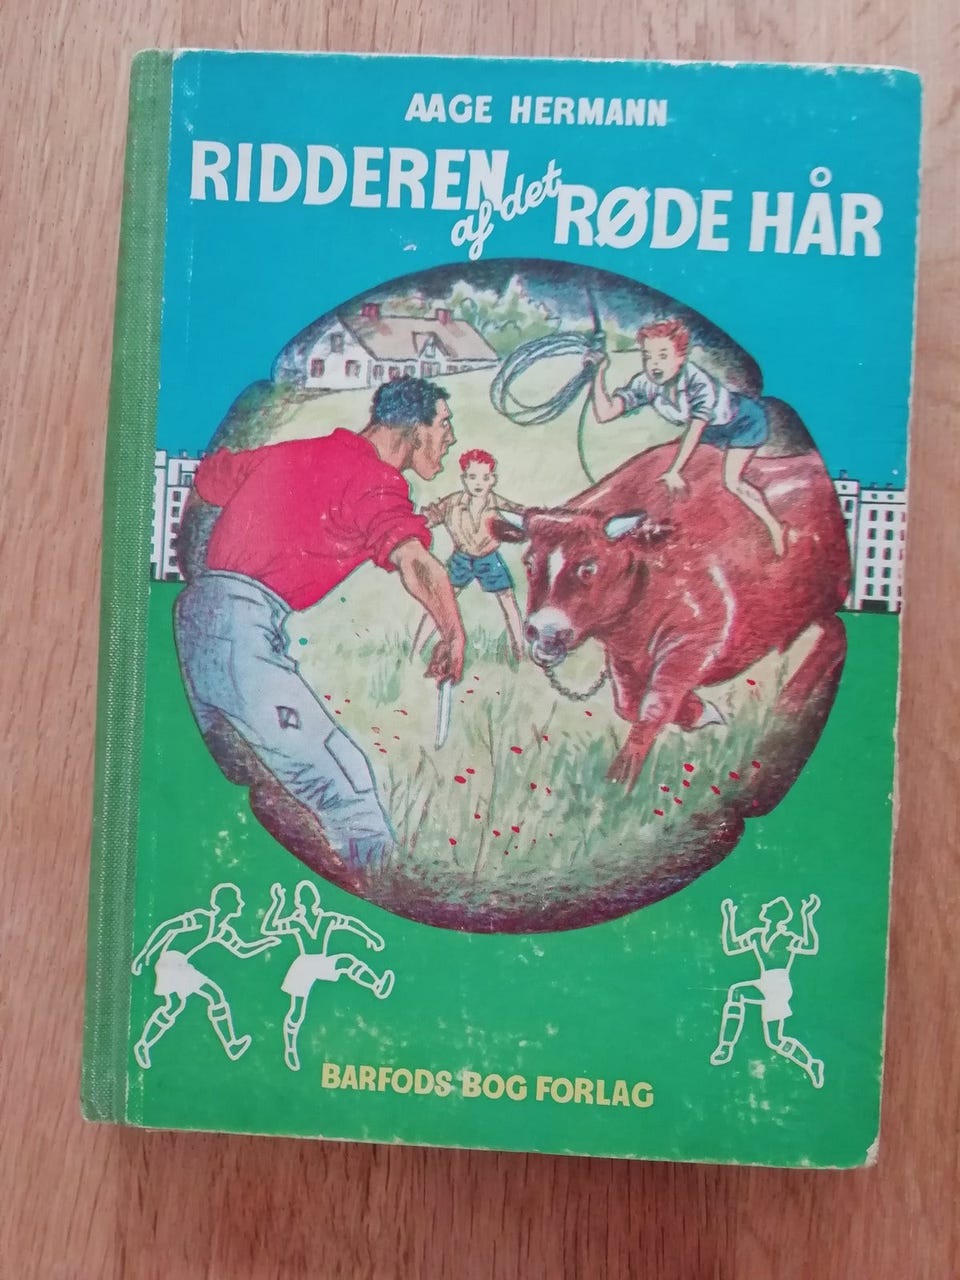 AAGE HERMANN
RIDDEREN af det RØDE HÅR
BARFODS BOG FORLAG